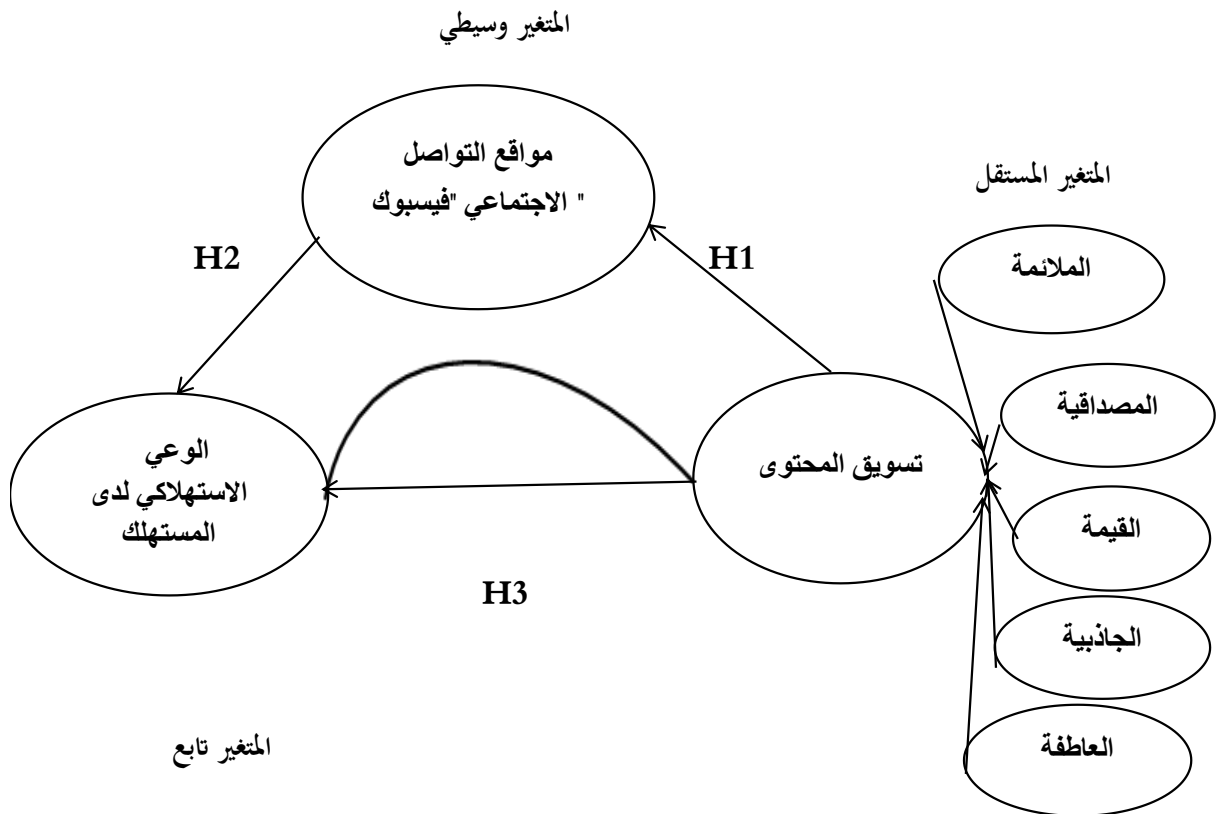 المتغير وسيطي
مواقع التواصل
الاجتماعي "فيسبوك "
المتغير المستقل
H2
H1
الملائمة
المصداقية
الوعي
الاستهلاكي لدى
المستهلك
تسويق المحتوى
القيمة
H3
الجاذبية
المتغير تابع
العاطفة